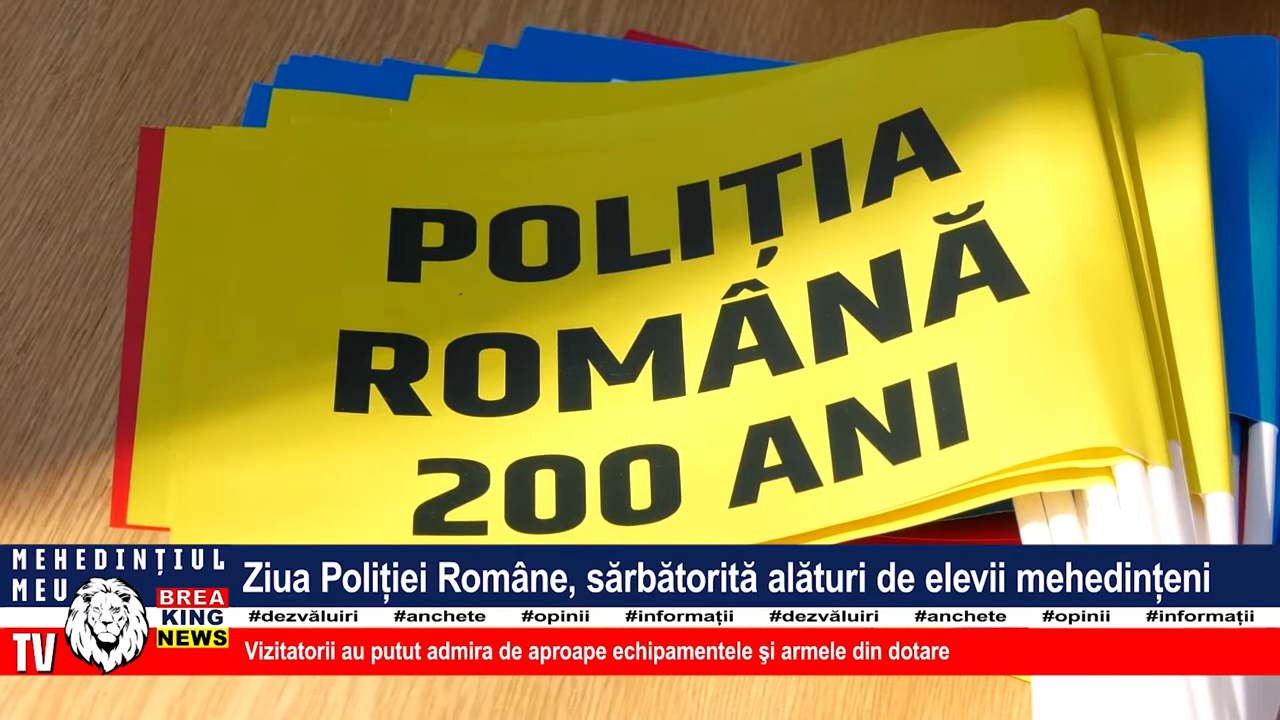 POLIȚIA
ROMÂNĂ
200 ANI
MEHEDINȚIUL
MEU
TV
BREA
KING
NEWS
Ziua Poliției Române, sărbătorită alături de elevii mehedințeni
#dezvăluiri #anchete #opinii #informații #dezvăluiri #anchete #opinii #informații
Vizitatorii au putut admira de aproape echipamentele şi armele din dotare